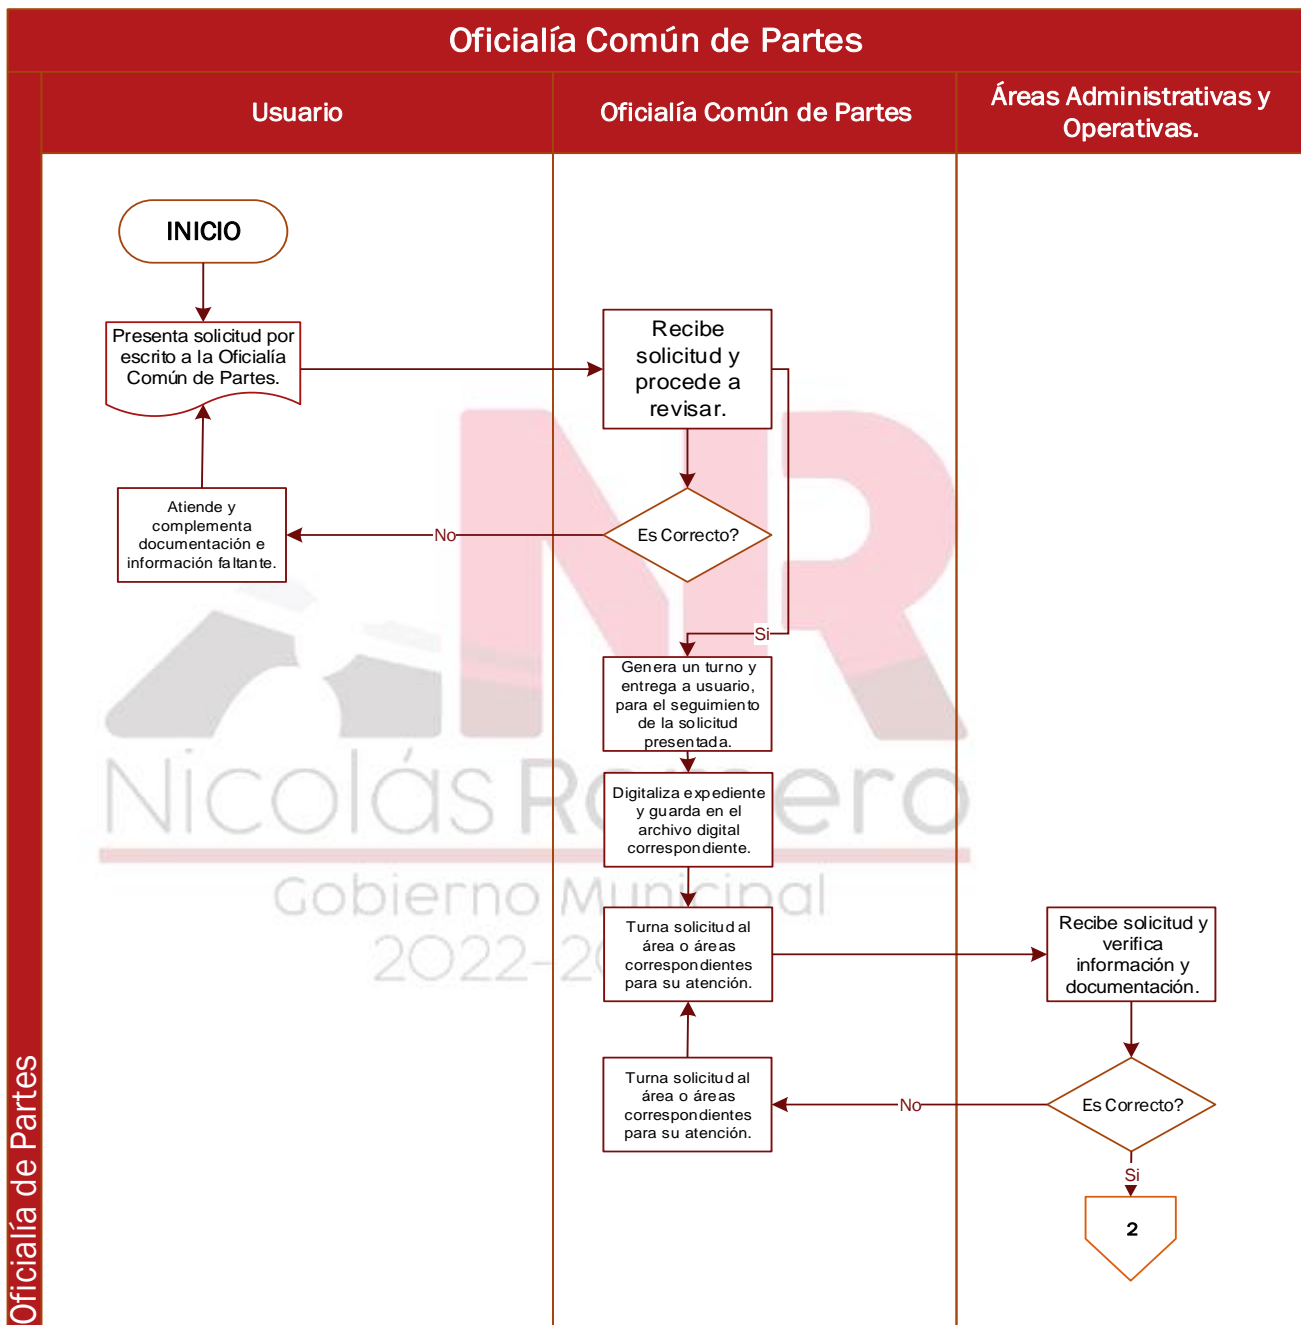 Oficialía Común de Partes
Usuario
Oficialía Común de Partes
Áreas Administrativas y
Operativas.
Oficialía de Partes
INICIO
Presenta solicitud por
escrito a la Oficialía
Común de Partes.
Recibe
solicitud y
procede a
revisar.
Atiende y
complementa
documentación e
información faltante.
No
Es Correcto?
Si
Genera un turno y
entrega a usuario,
para el seguimiento
de la solicitud
presentada.
Digitaliza expediente
y guarda en el
archivo digital
correspondiente.
Turna solicitud al
área o áreas
correspondientes
para su atención.
Recibe solicitud y
verifica
información y
documentación.
Turna solicitud al
área o áreas
correspondientes
para su atención.
No
Es Correcto?
Si
2
NR
Nicolás Romero
Gobierno Municipal
2022-2